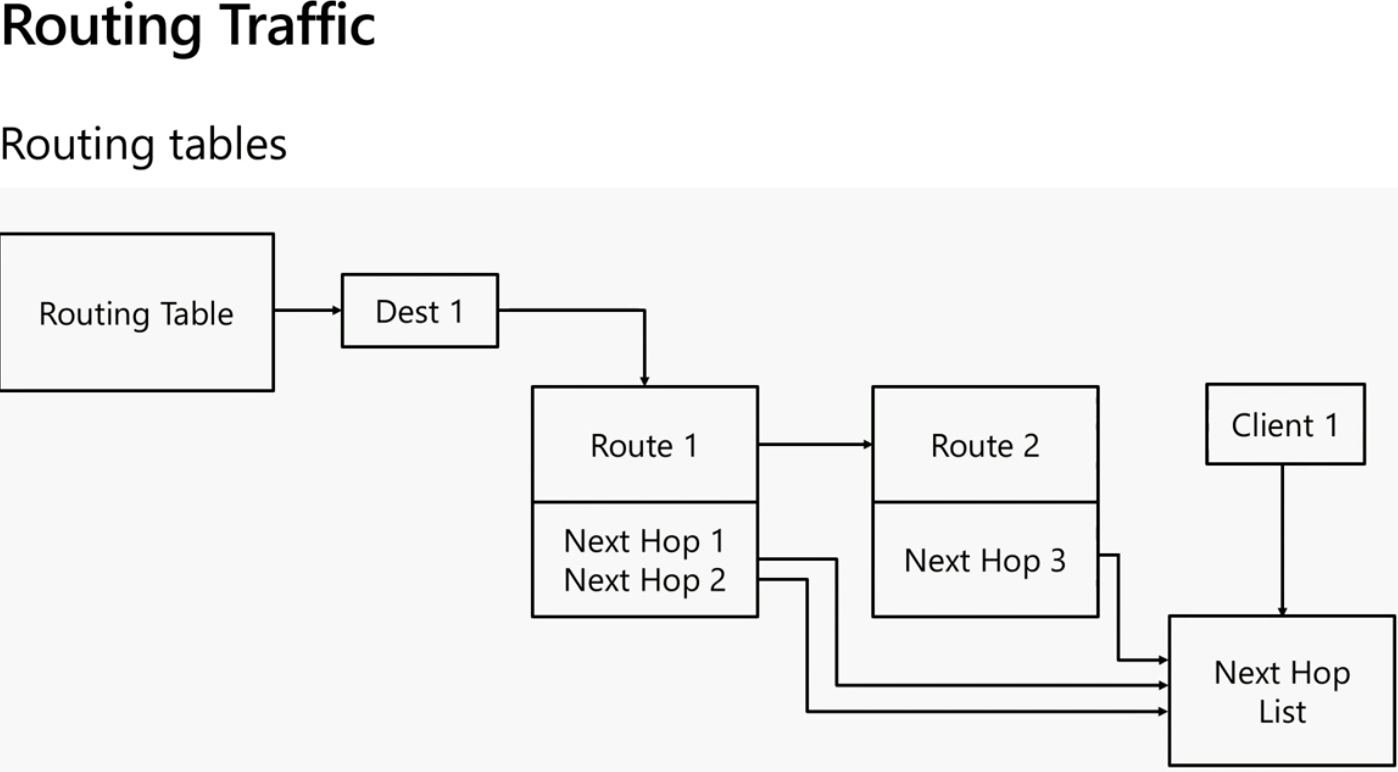 Routing Traffic
Routing tables
Routing Table
Dest 1
Route 1
Next Hop 1
Next Hop 2
Route 2
Next Hop 3
Client 1
Next Hop
List